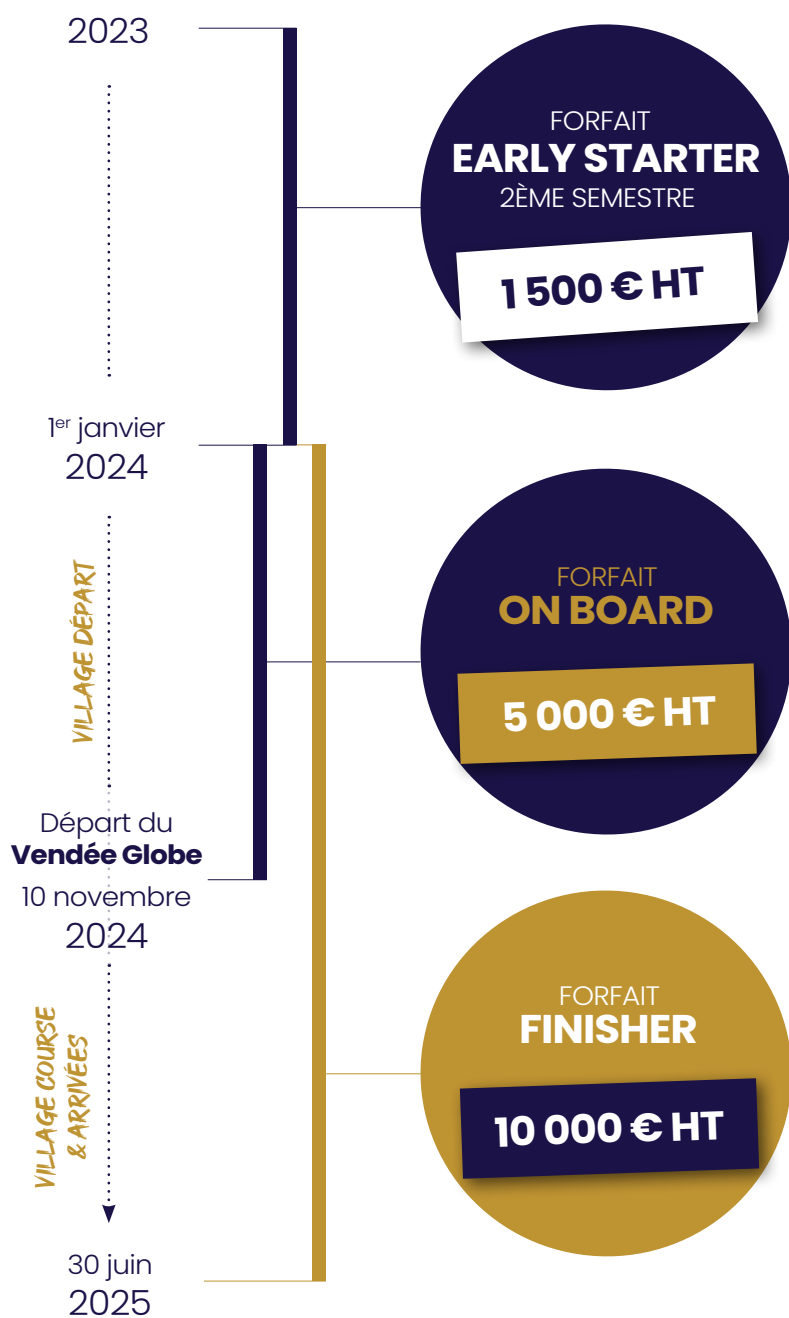 2023
FORFAIT
EARLY STARTER
2ÈME SEMESTRE
1 500 € HT
1er janvier
2024
VILLAGE DÉPART
FORFAIT
ON BOARD
5 000 € HT
Départ du
Vendée Globe
10 novembre
2024
VILLAGE COURSE
& ARRIVÉES
FORFAIT
FINISHER
10 000 € HT
30 juin
2025